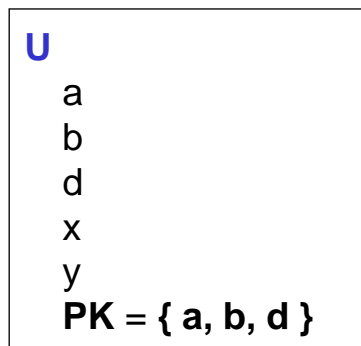 U
a
b
d
x
y
PK = { a, b, d }